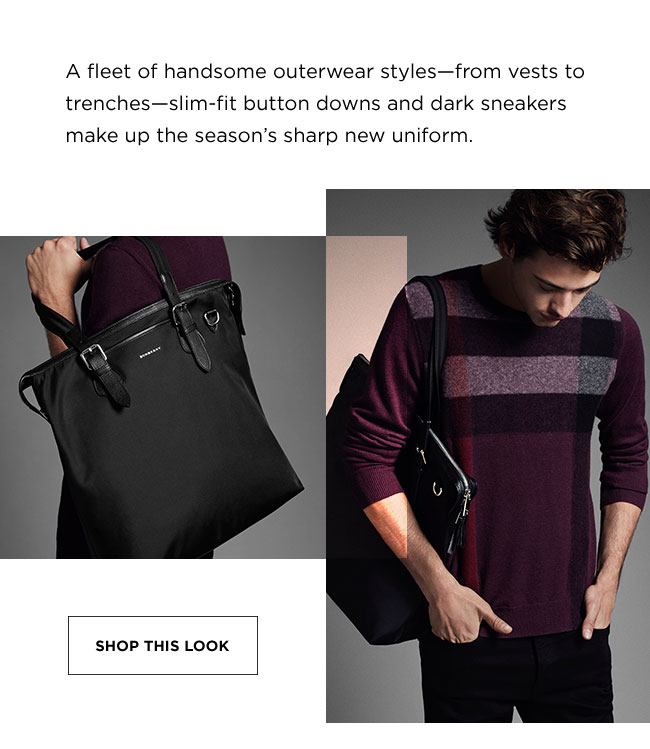 A fleet of handsome outerwear styles—from vests to
trenches—slim-fit button downs and dark sneakers
make up the season’s sharp new uniform.
BURBERRY
SHOP THIS LOOK